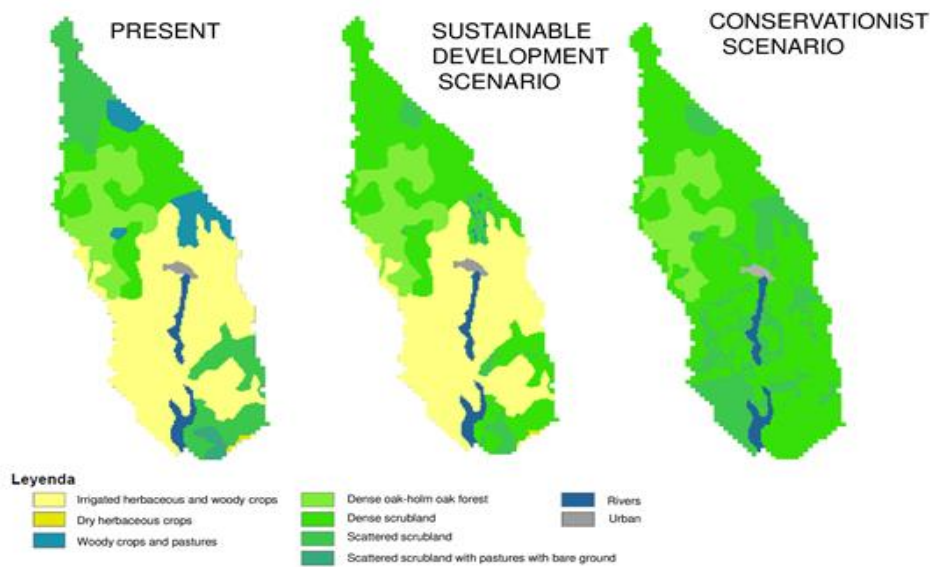 PRESENT
SUSTAINABLE
DEVELOPMENT
SCENARIO
CONSERVATIONIST
SCENARIO
Leyenda
Irrigated herbaceous and woody crops
Dry herbaceous crops
Woody crops and pastures
Dense oak-holm oak forest
Dense scrubland
Scattered scrubland
Scattered scrubland with pastures with bare ground
Rivers
Urban